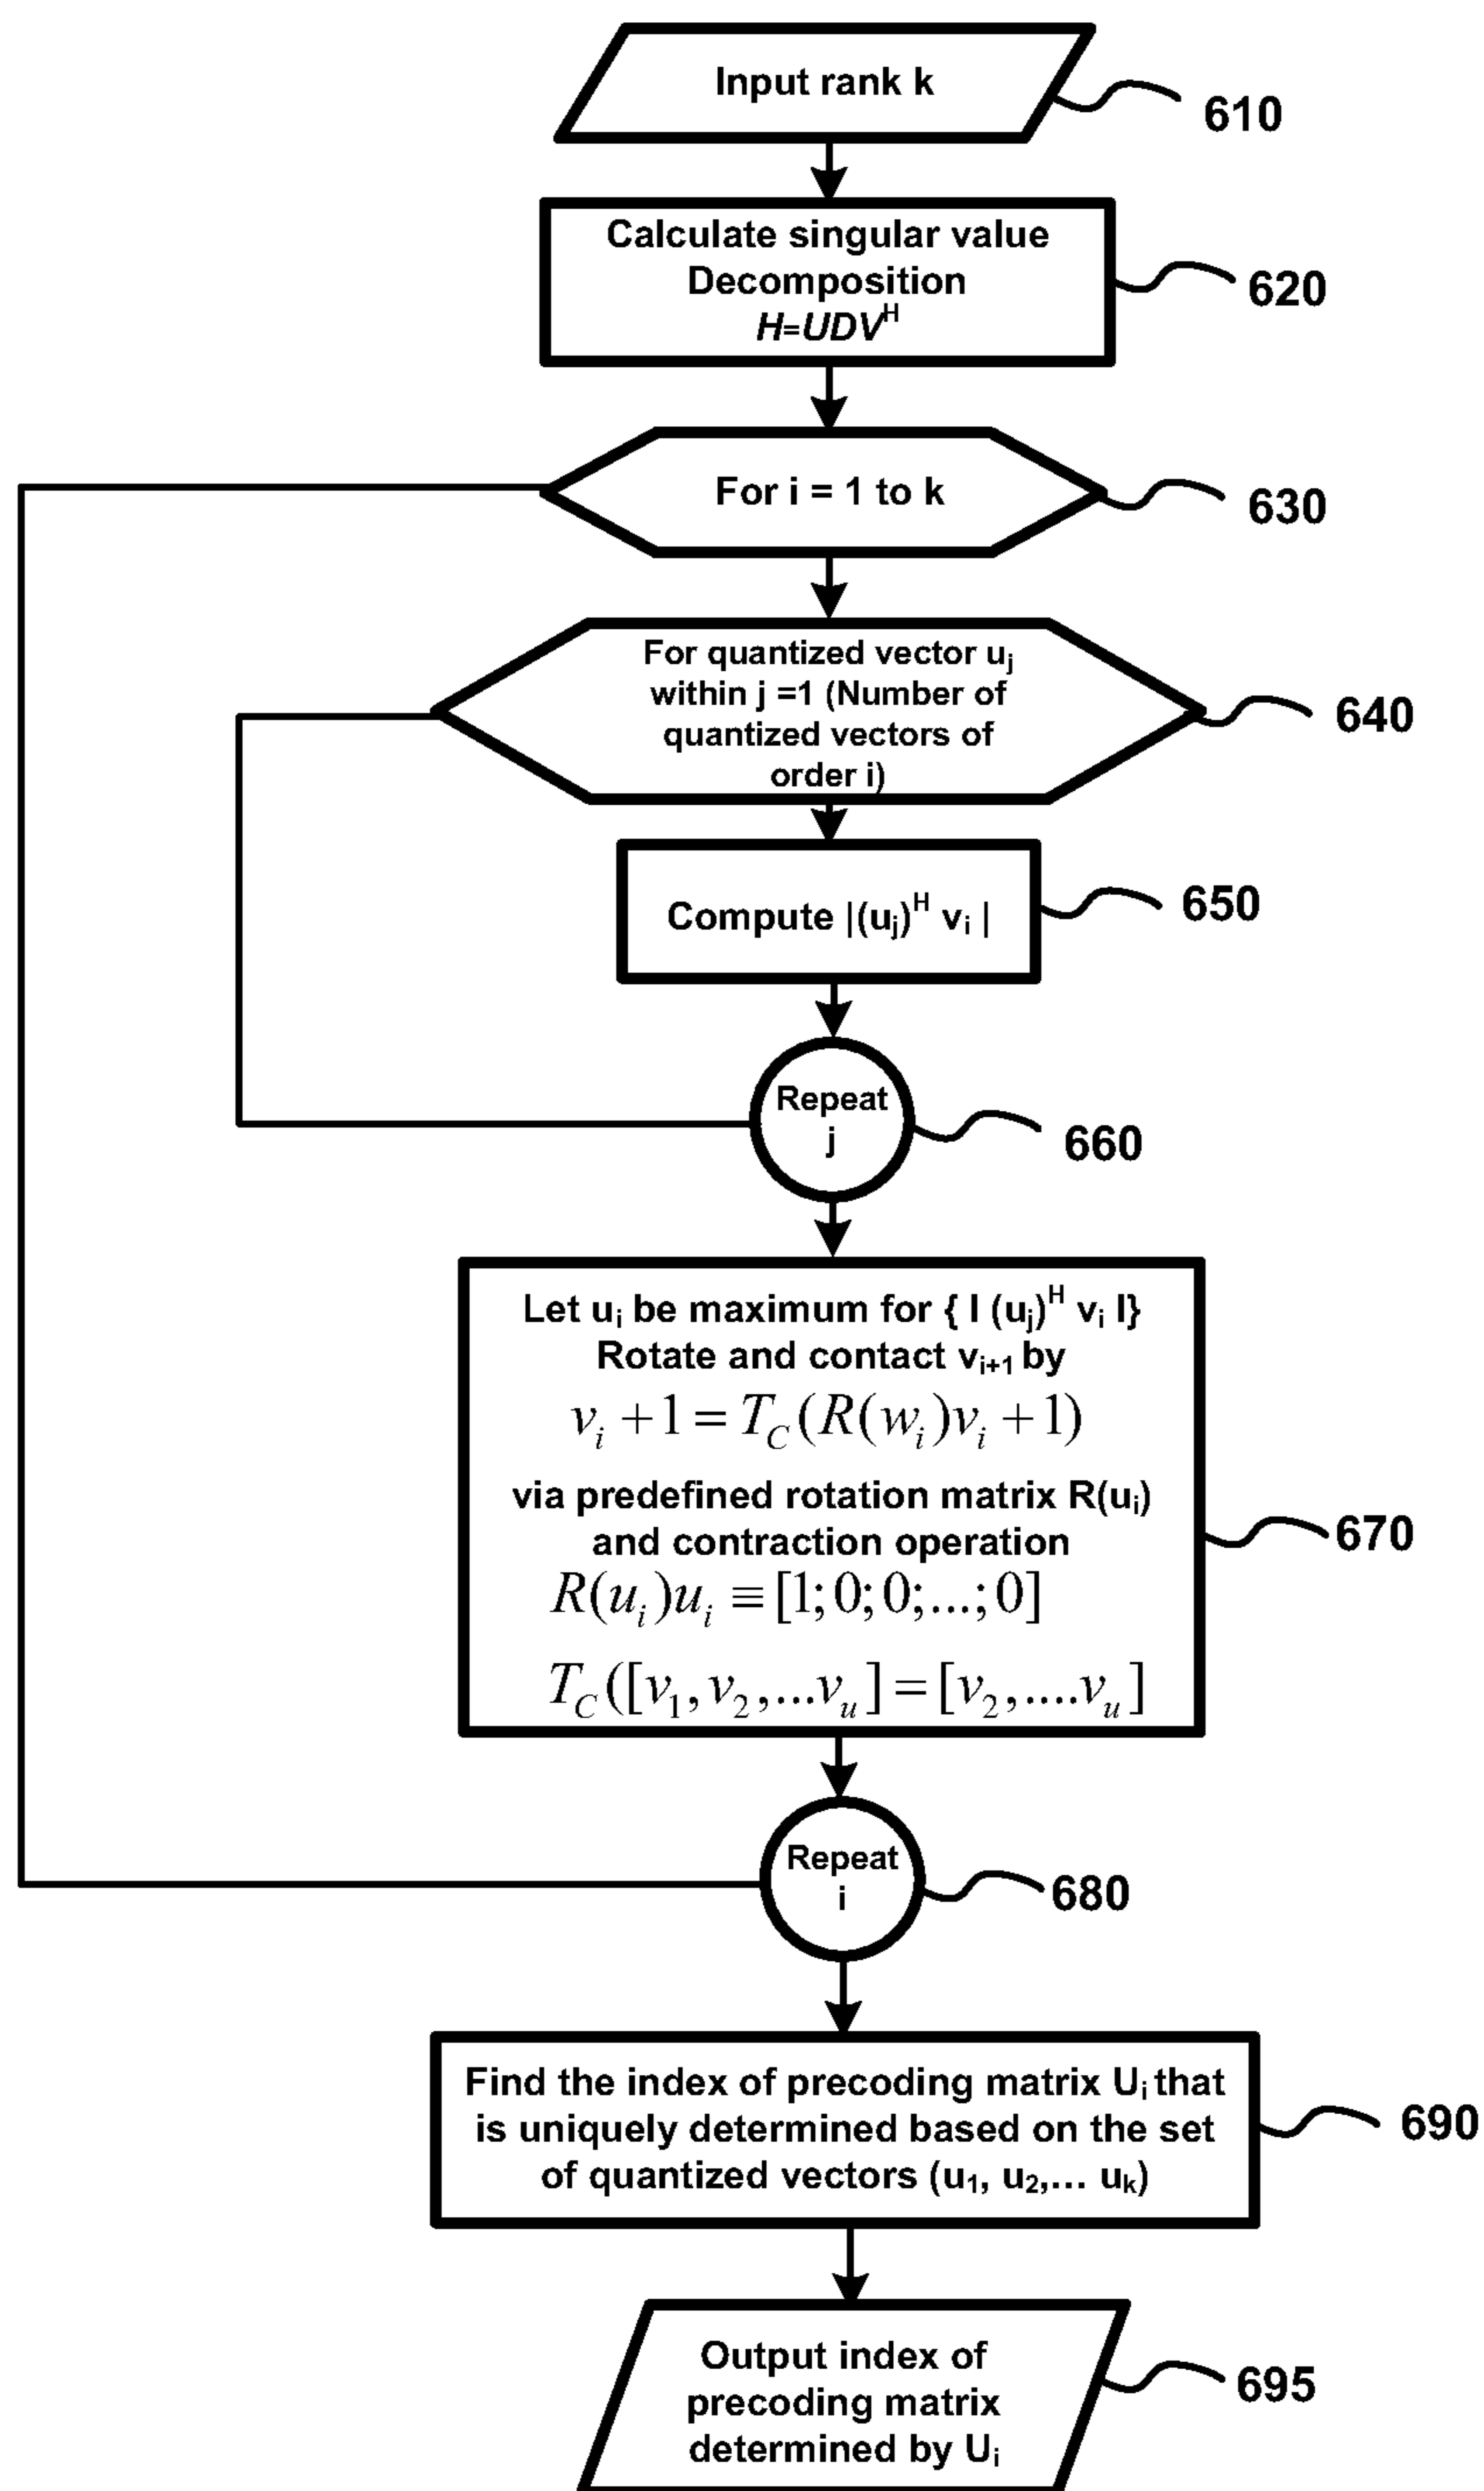 Input rank k
610
Calculate singular value
Decomposition
H=UDV^H
620
For i = 1 to k
630
For quantized vector u_j
within j =1 (Number of
quantized vectors of
order i)
640
Compute |(u_j)^H v_i |
650
Repeat
j
660
Let u_i be maximum for { I (u_j)^H v_i I}
Rotate and contact v_{i+1} by
v_i +1 = T_C(R(w_i)v_i +1)
via predefined rotation matrix R(u_i)
and contraction operation
R(u_i)u_i ≡ [1;0;0;...;0]
T_C([v_1, v_2,...v_u] = [v_2,....v_u]
670
Repeat
i
680
Find the index of precoding matrix U_i that
is uniquely determined based on the set
of quantized vectors (u_1, u_2,... u_k)
690
Output index of
precoding matrix
determined by U_i
695